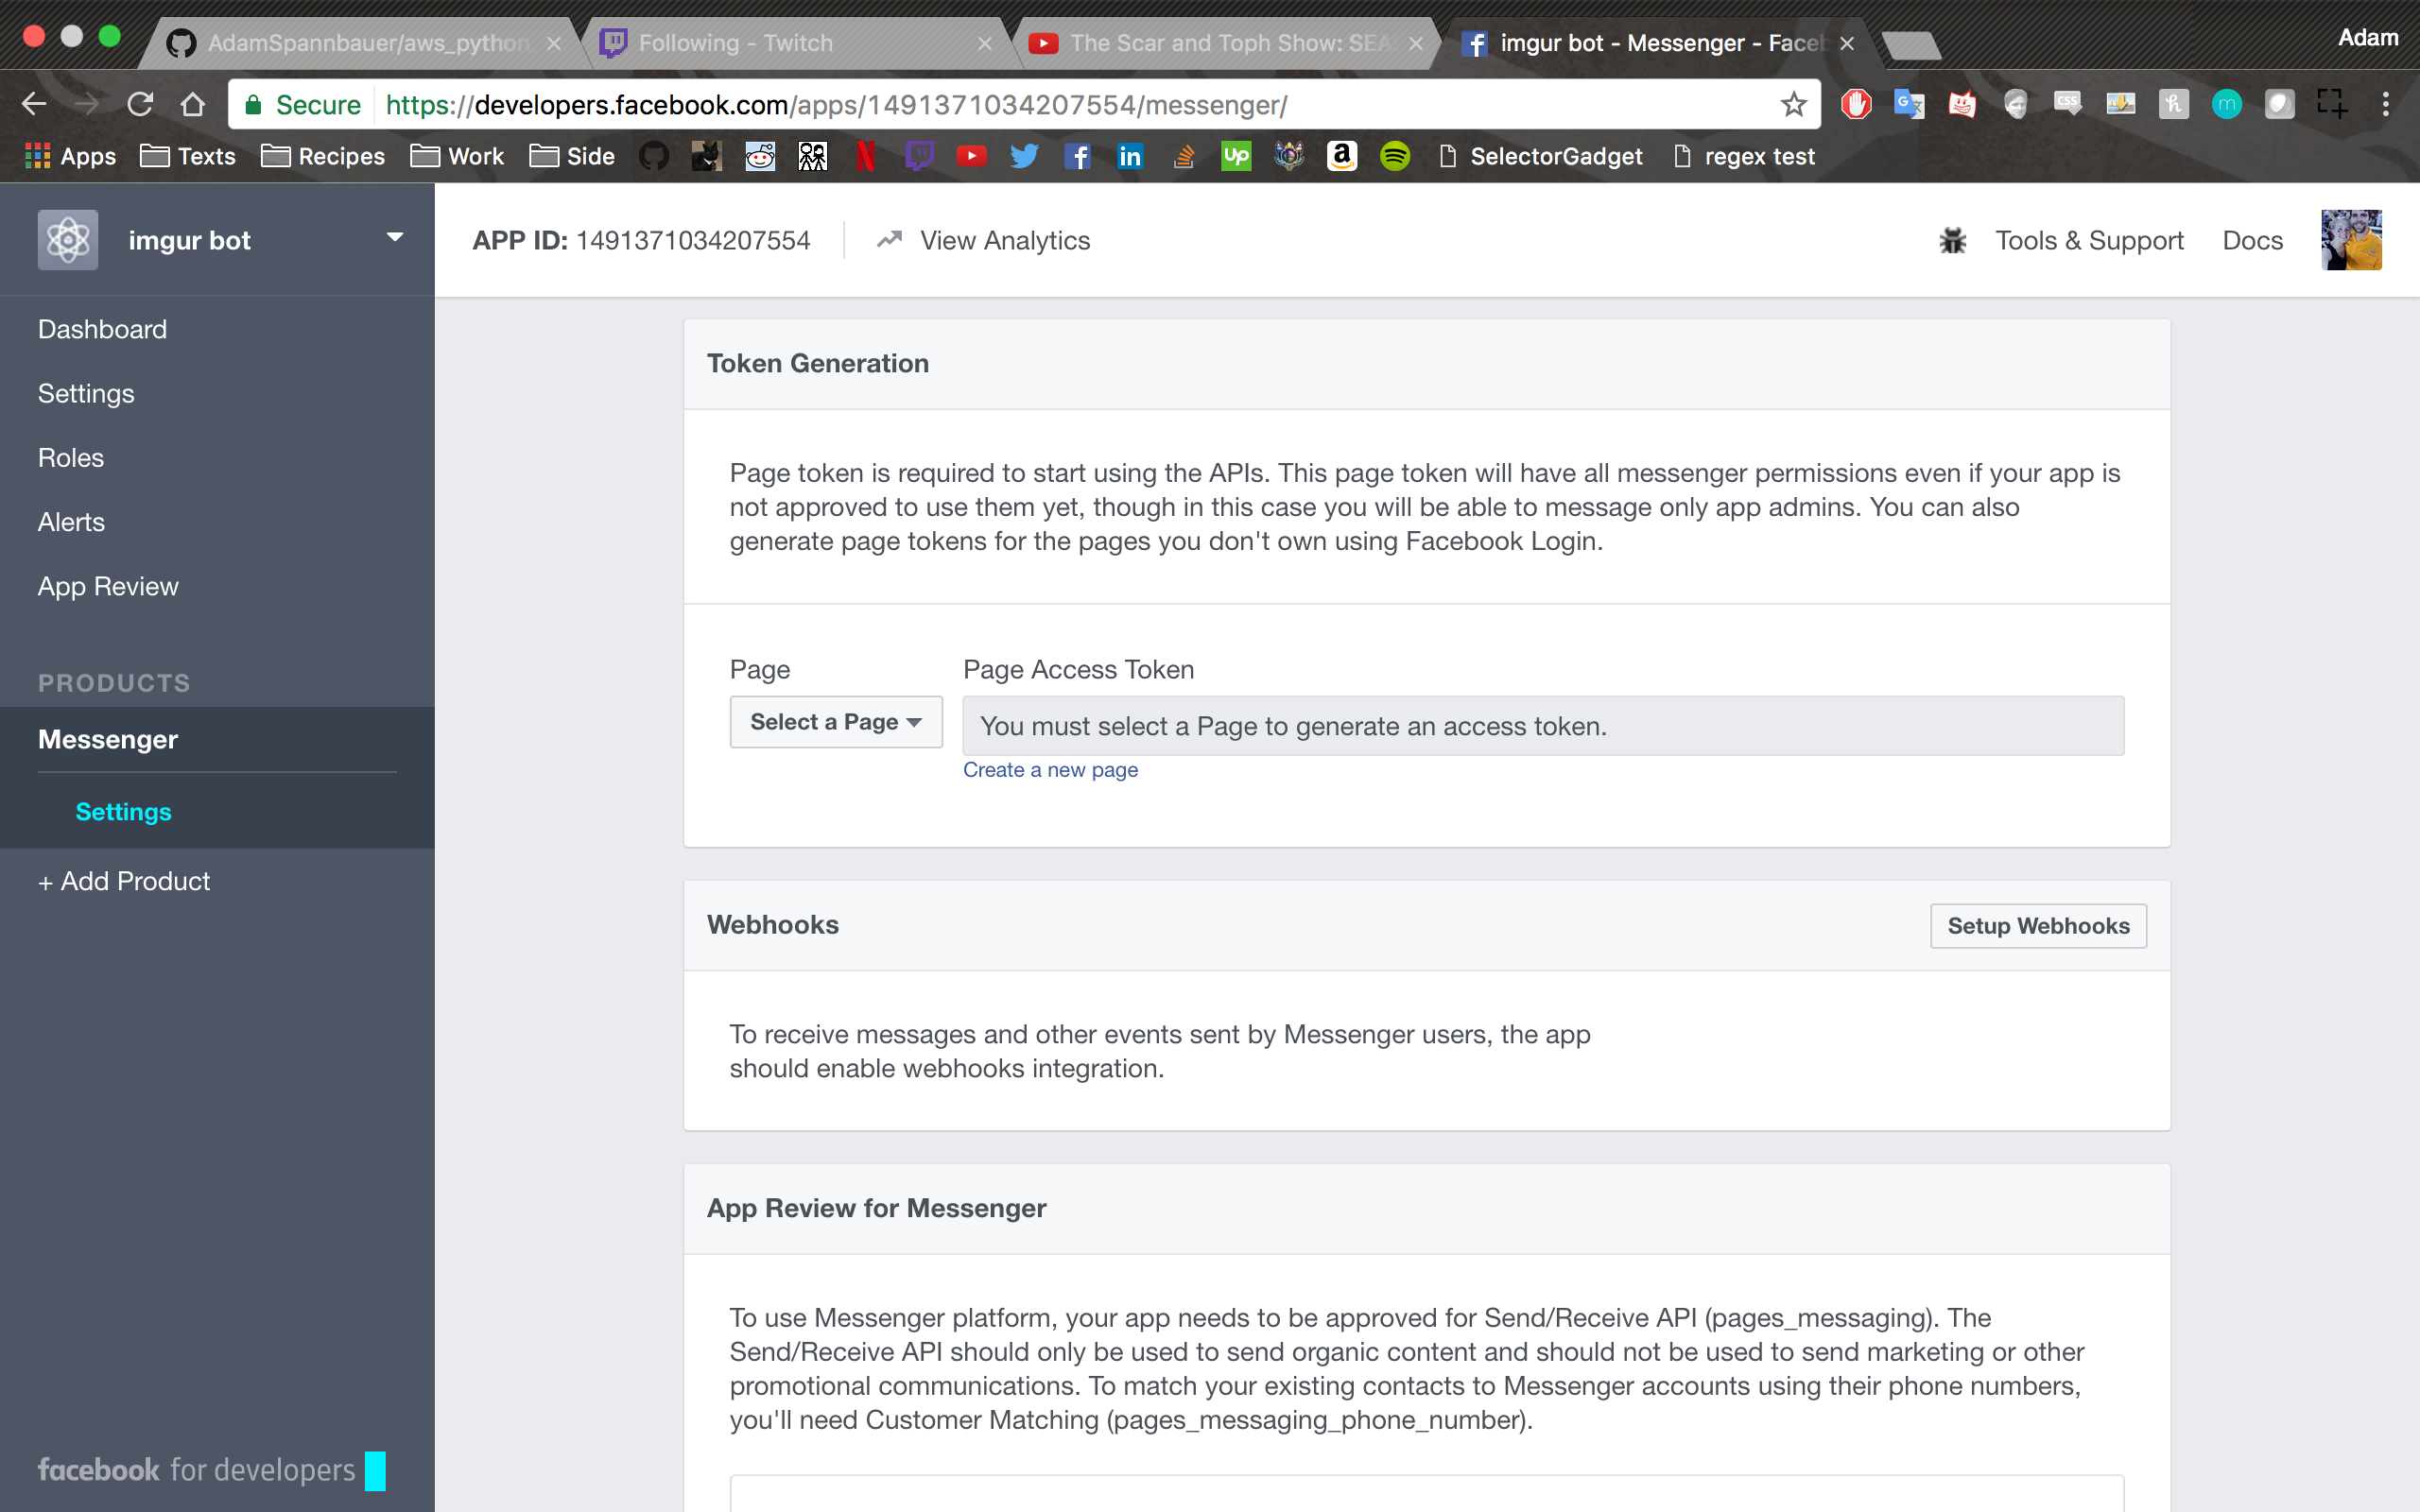 AdamSpannbauer/aws_python
Following - Twitch
The Scar and Toph Show: SEA
imgur bot - Messenger - Faceb
Adam
Secure
https://developers.facebook.com/apps/1491371034207554/messenger/
Apps
Texts
Recipes
Work
Side
SelectorGadget
regex test
imgur bot
APP ID: 1491371034207554
View Analytics
Tools & Support
Docs
Dashboard
Settings
Roles
Alerts
App Review
PRODUCTS
Messenger
Settings
+ Add Product
facebook for developers
Token Generation
Page token is required to start using the APIs. This page token will have all messenger permissions even if your app is
not approved to use them yet, though in this case you will be able to message only app admins. You can also
generate page tokens for the pages you don't own using Facebook Login.
Page
Page Access Token
Select a Page
You must select a Page to generate an access token.
Create a new page
Webhooks
Setup Webhooks
To receive messages and other events sent by Messenger users, the app
should enable webhooks integration.
App Review for Messenger
To use Messenger platform, your app needs to be approved for Send/Receive API (pages_messaging). The
Send/Receive API should only be used to send organic content and should not be used to send marketing or other
promotional communications. To match your existing contacts to Messenger accounts using their phone numbers,
you'll need Customer Matching (pages_messaging_phone_number).